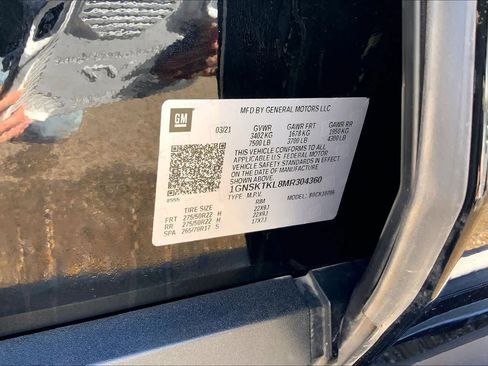 GM
MFD BY GENERAL MOTORS LLC
03/21 GVWR GAWR FRT GAWR RR
3402 KG 1678 KG 1950 KG
7500 LB 3700 LB 4300 LB
THIS VEHICLE CONFORMS TO ALL
APPLICABLE U.S. FEDERAL MOTOR
VEHICLE SAFETY STANDARDS IN EFFECT
ON THE DATE OF MANUFACTURE
SHOWN ABOVE.
1GNSKTKL8MR304360
TYPE: M.P.V. MODEL:
TIRE SIZE RIM
FRT 275/50R22 H 22X9J
RR 275/50R22 H 22X9J
SPA 265/70R17 S 17X7J